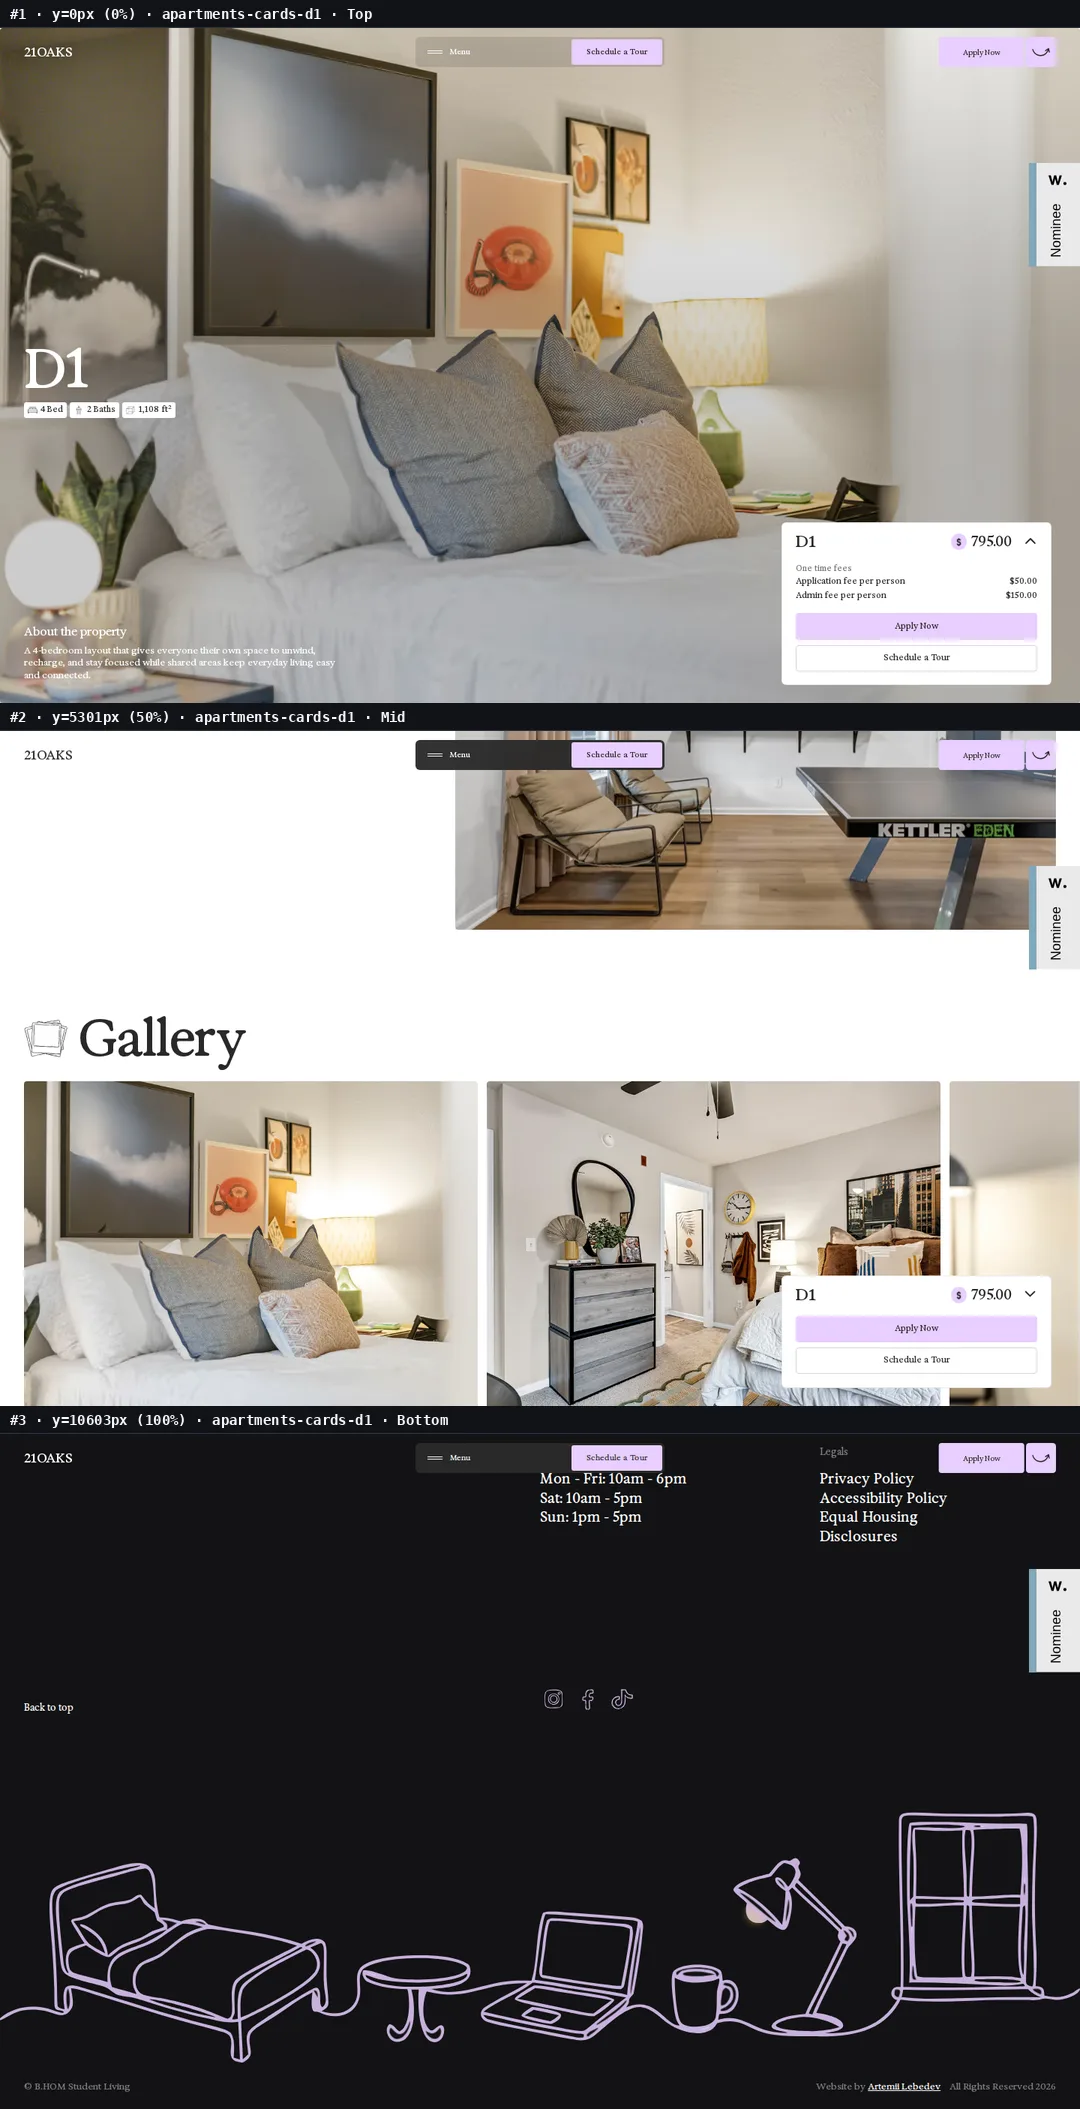 #1 · y=0px (0%) · apartments-cards-d1 · Top
21OAKS
Menu
Schedule a Tour
Apply Now
W.
Nominee
D1
4 Bed
2 Baths
1,108 ft²
About the property
A 4-bedroom layout that gives everyone their own space to unwind,
recharge, and stay focused while shared areas keep everyday living easy
and connected.
D1
$ 795.00
One time fees
Application fee per person $50.00
Admin fee per person $150.00
Apply Now
Schedule a Tour
#2 · y=5301px (50%) · apartments-cards-d1 · Mid
21OAKS
Menu
Schedule a Tour
Apply Now
KETTLER EDEN
W.
Nominee
Gallery
D1
$ 795.00
Apply Now
Schedule a Tour
#3 · y=10603px (100%) · apartments-cards-d1 · Bottom
21OAKS
Menu
Schedule a Tour
Legals
Apply Now
Mon - Fri: 10am - 6pm
Sat: 10am - 5pm
Sun: 1pm - 5pm
Privacy Policy
Accessibility Policy
Equal Housing
Disclosures
W.
Nominee
Back to top
© B.HOM Student Living
Website by Artemii Lebedev
All Rights Reserved 2026